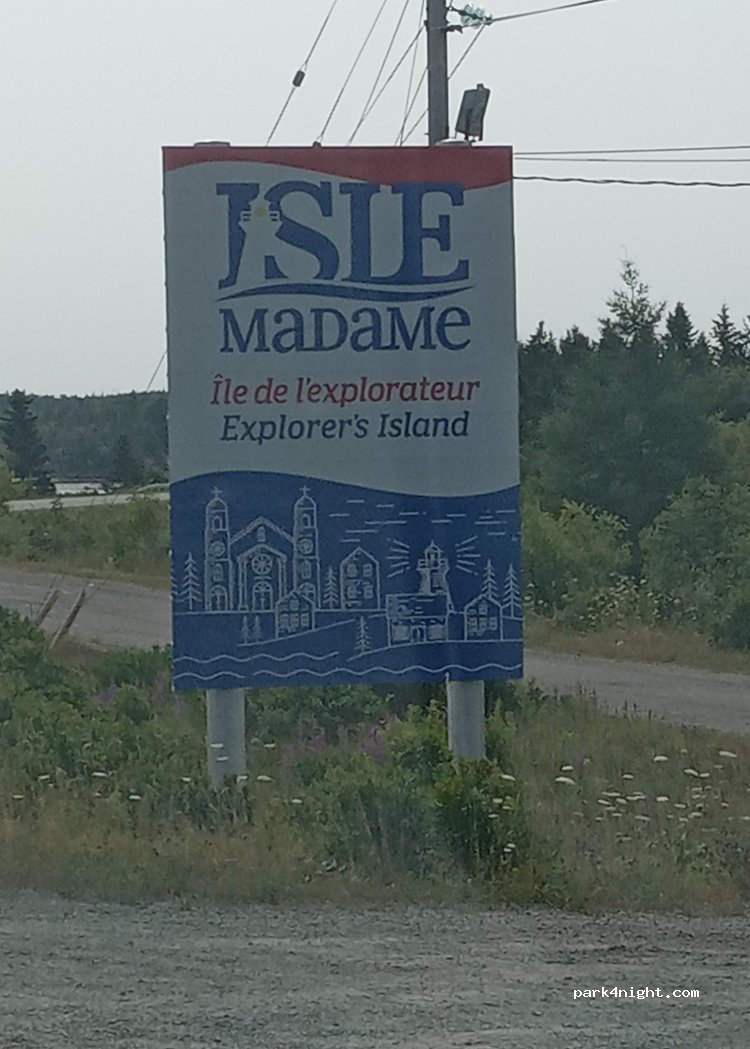 ISLE
MaDaMe
Île de l'explorateur
Explorer's Island
park4night.com